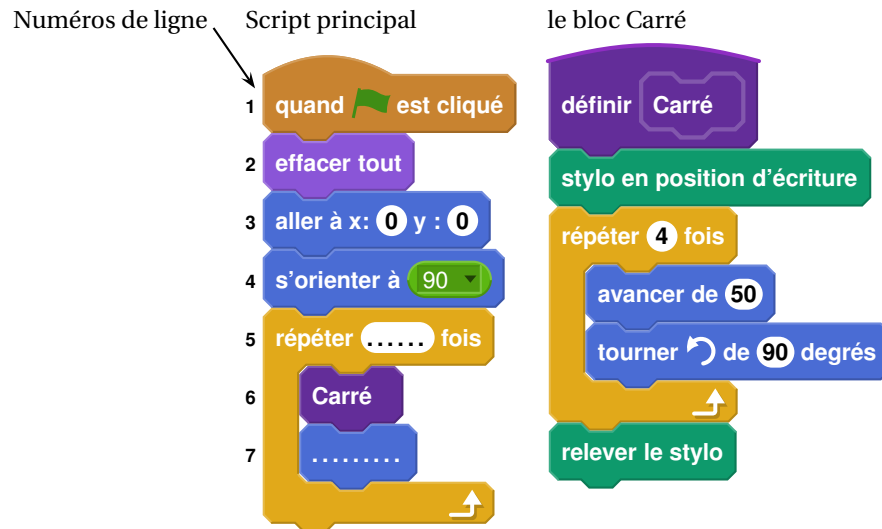 Numéros de ligne
Script principal
1 quand est cliqué
2 effacer tout
3 aller à x: 0 y : 0
4 s'orienter à 90
5 répéter ...... fois
6 Carré
7 .........
le bloc Carré
définir Carré
stylo en position d'écriture
répéter 4 fois
avancer de 50
tourner de 90 degrés
relever le stylo